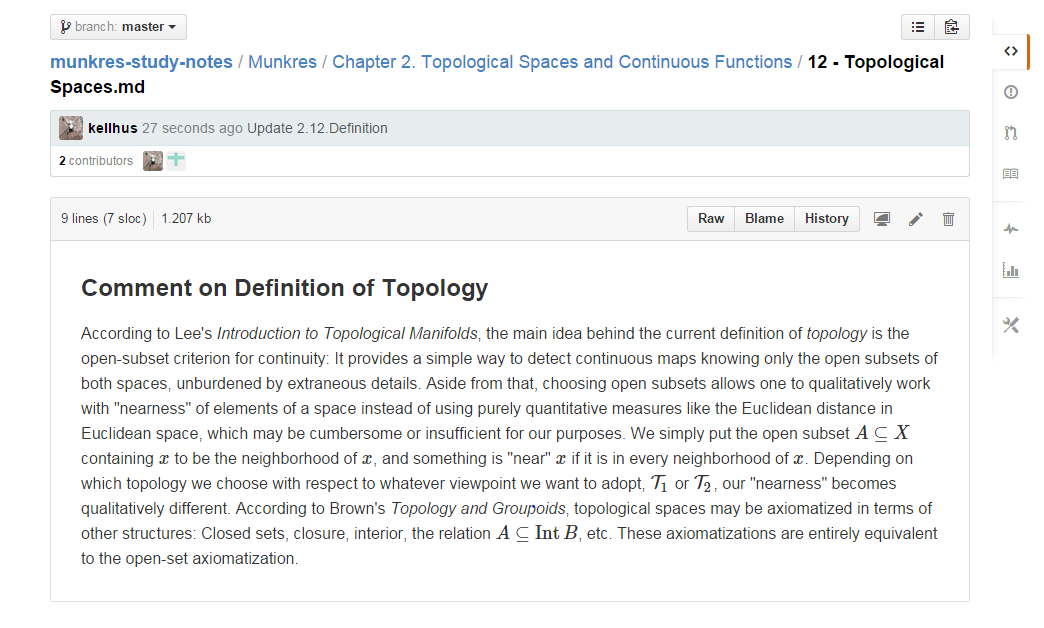 branch: master
munkres-study-notes / Munkres / Chapter 2. Topological Spaces and Continuous Functions / 12 - Topological
Spaces.md
kellhus 27 seconds ago Update 2.12.Definition
2 contributors
9 lines (7 sloc) 1.207 kb
Raw Blame History
Comment on Definition of Topology
According to Lee's Introduction to Topological Manifolds, the main idea behind the current definition of topology is the
open-subset criterion for continuity: It provides a simple way to detect continuous maps knowing only the open subsets of
both spaces, unburdened by extraneous details. Aside from that, choosing open subsets allows one to qualitatively work
with "nearness" of elements of a space instead of using purely quantitative measures like the Euclidean distance in
Euclidean space, which may be cumbersome or insufficient for our purposes. We simply put the open subset A ⊆ X
containing x to be the neighborhood of x, and something is "near" x if it is in every neighborhood of x. Depending on
which topology we choose with respect to whatever viewpoint we want to adopt, 𝒯₁ or 𝒯₂, our "nearness" becomes
qualitatively different. According to Brown's Topology and Groupoids, topological spaces may be axiomatized in terms of
other structures: Closed sets, closure, interior, the relation A ⊆ Int B, etc. These axiomatizations are entirely equivalent
to the open-set axiomatization.